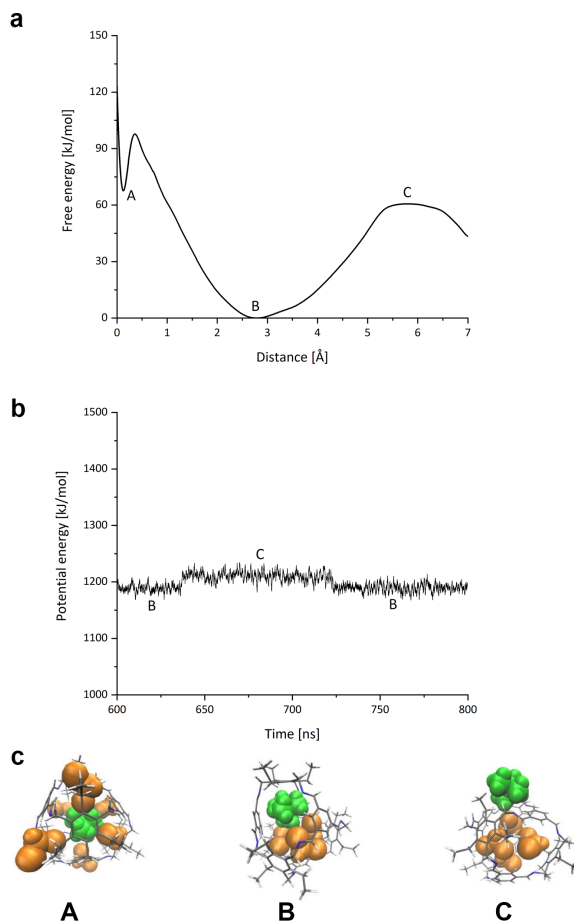 a
150
120
90
60
30
0
Free energy [kJ/mol]
A
B
C
0 1 2 3 4 5 6 7
Distance [Å]
b
1500
1400
1300
1200
1100
1000
Potential energy [kJ/mol]
B
C
B
600 650 700 750 800
Time [ns]
c
A B C